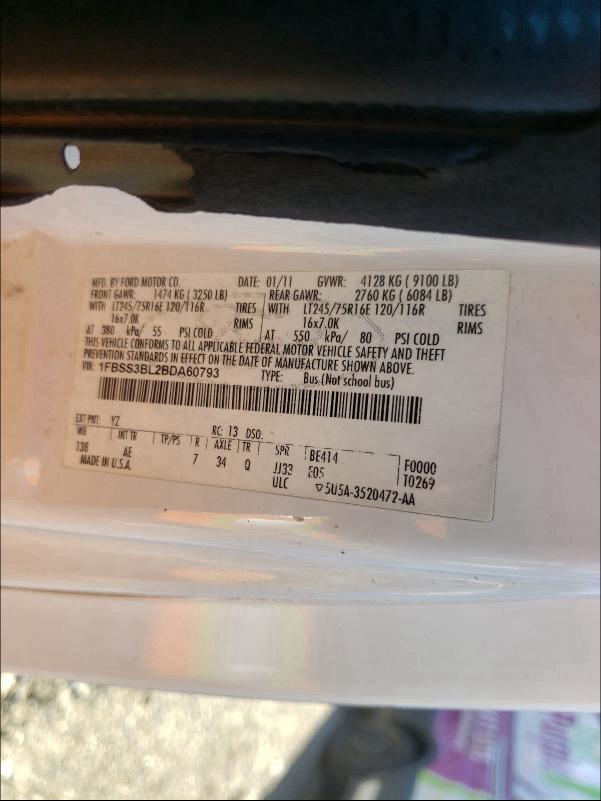 MFD. BY FORD MOTOR CO. DATE: 01/11 GVWR: 4128 KG ( 9100 LB)
FRONT GAWR: 1474 KG ( 3250 LB) REAR GAWR: 2760 KG ( 6084 LB)
WITH LT245/75R16E 120/116R TIRES WITH LT245/75R16E 120/116R TIRES
16x7.0K RIMS 16x7.0K RIMS
AT 380 kPa/ 55 PSI COLD AT 550 kPa/ 80 PSI COLD
THIS VEHICLE CONFORMS TO ALL APPLICABLE FEDERAL MOTOR VEHICLE SAFETY AND THEFT
PREVENTION STANDARDS IN EFFECT ON THE DATE OF MANUFACTURE SHOWN ABOVE.
VIN: 1FBSS3BL2BDA60793 TYPE: Bus (Not school bus)
EXT PNT: YZ RC: 13 DSO:
WB INT TR TP/PS R AXLE TR SPR BE414 F0000
138 AE 7 34 Q JJ33 E05 T0269
MADE IN U.S.A. ULC ▽5U5A-3520472-AA